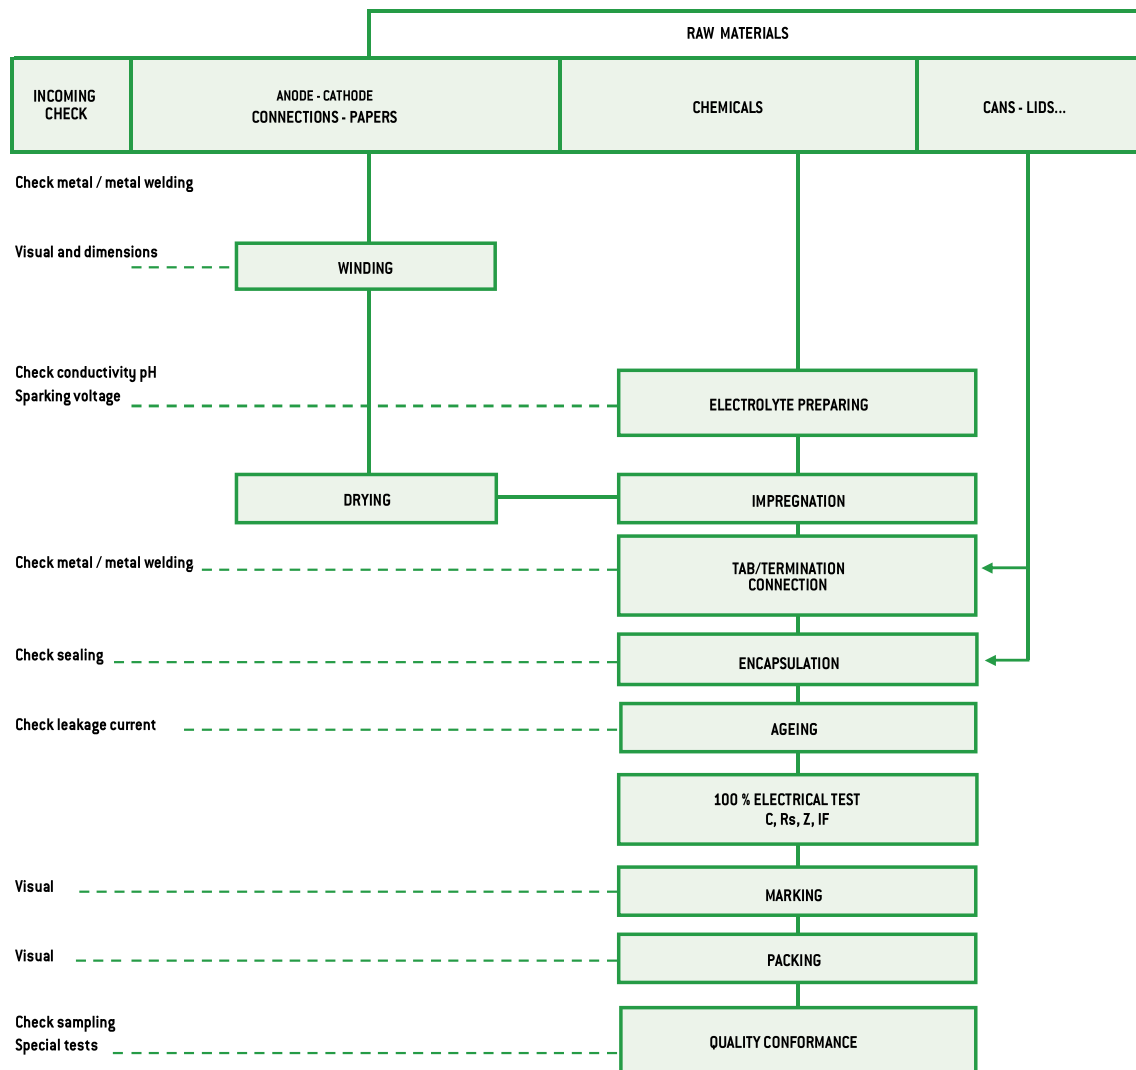 RAW MATERIALS
INCOMING
CHECK
ANODE - CATHODE
CONNECTIONS - PAPERS
CHEMICALS
CANS - LIDS...
Check metal / metal welding
Visual and dimensions
WINDING
Check conductivity pH
Sparking voltage
ELECTROLYTE PREPARING
DRYING
IMPREGNATION
Check metal / metal welding
TAB/TERMINATION
CONNECTION
Check sealing
ENCAPSULATION
Check leakage current
AGEING
100 % ELECTRICAL TEST
C, Rs, Z, IF
Visual
MARKING
Visual
PACKING
Check sampling
Special tests
QUALITY CONFORMANCE